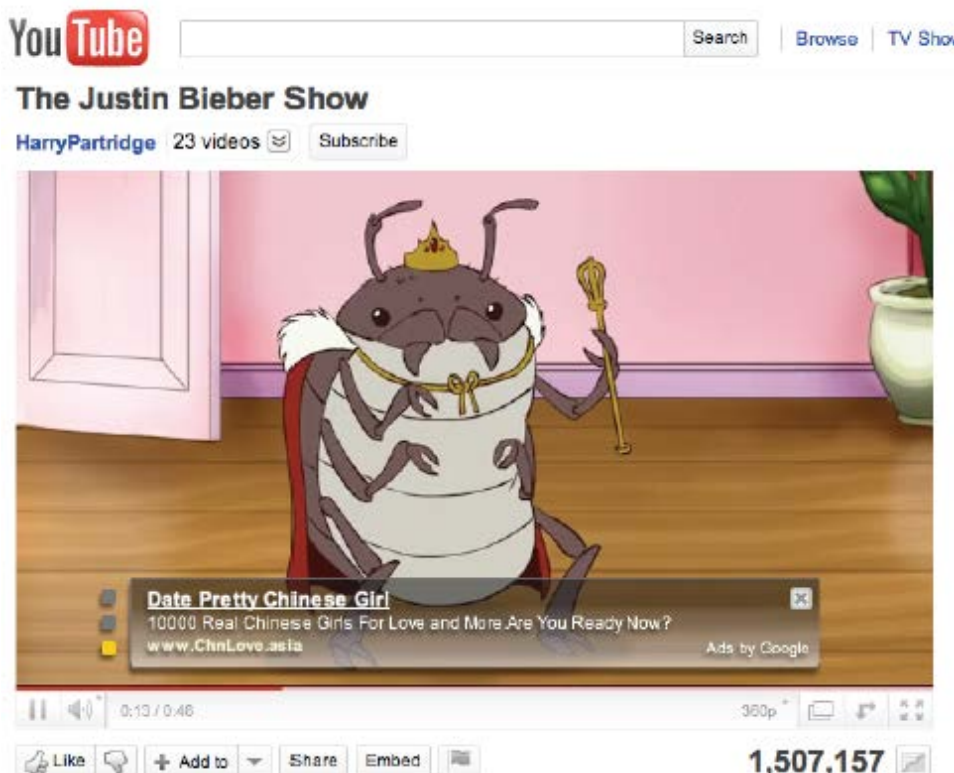 You Tube Search Browse TV Show
The Justin Bieber Show
HarryPartridge 23 videos Subscribe
Date Pretty Chinese Girl
10000 Real Chinese Girls For Love and More.Are You Ready Now?
www.ChnLove.asia Ads by Google
0:13 / 0:46 360p
Like Add to Share Embed 1,507,157